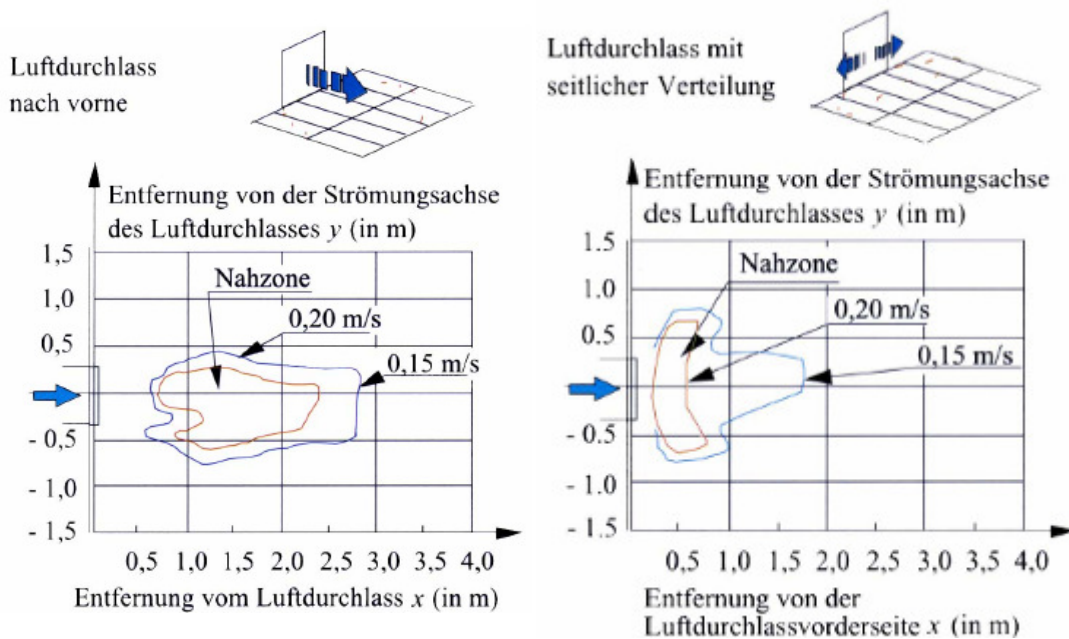 Luftdurchlass
nach vorne
Entfernung von der Strömungsachse
des Luftdurchlasses y (in m)
1,5
1,0
0,5
0,0
- 0,5
- 1.0
- 1.5
Nahzone
0,20 m/s
0,15 m/s
0,5 1,0 1,5 2,0 2,5 3,0 3,5 4,0
Entfernung vom Luftdurchlass x (in m)
Luftdurchlass mit
seitlicher Verteilung
Entfernung von der Strömungsachse
des Luftdurchlasses y (in m)
1.5
1.0
0.5
0.0
- 0.5
- 1.0
- 1.5
Nahzone
0,20 m/s
0,15 m/s
0,5 1,0 1,5 2,0 2,5 3,0 3,5 4,0
Entfernung von der
Luftdurchlassvorderseite x (in m)